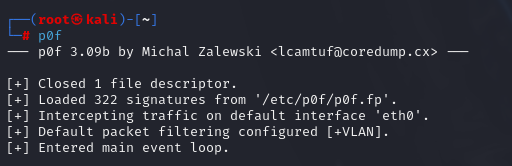 ┌──(root㉿kali)-[~]
└─# p0f
--- p0f 3.09b by Michal Zalewski <lcamtuf@coredump.cx> ---
[+] Closed 1 file descriptor.
[+] Loaded 322 signatures from '/etc/p0f/p0f.fp'.
[+] Intercepting traffic on default interface 'eth0'.
[+] Default packet filtering configured [+VLAN].
[+] Entered main event loop.